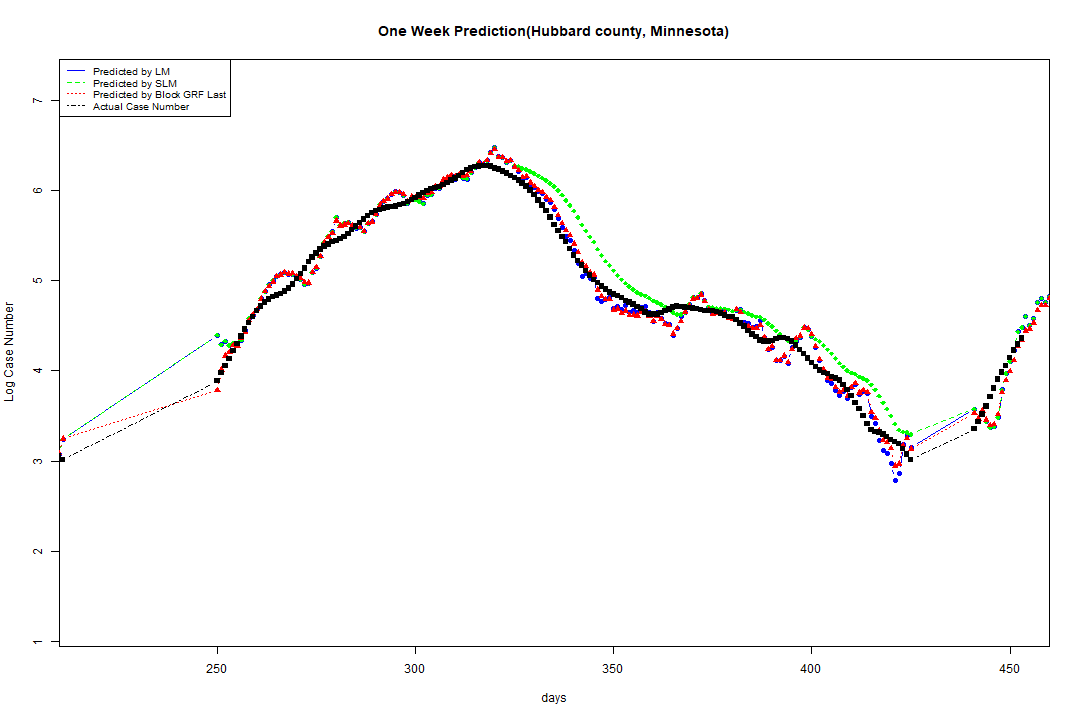 One Week Prediction(Hubbard county, Minnesota)
Predicted by LM
Predicted by SLM
Predicted by Block GRF Last
Actual Case Number
7
6
5
4
3
2
1
Log Case Number
250
300
350
400
450
days